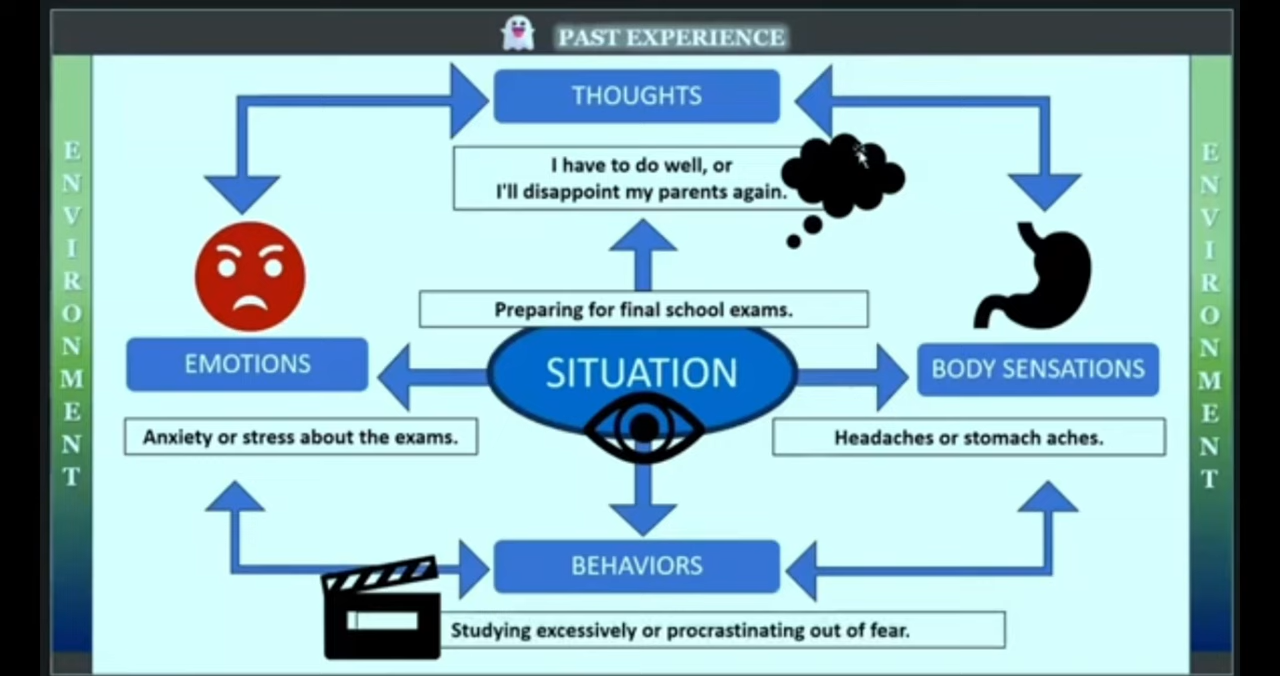 PAST EXPERIENCE
THOUGHTS
I have to do well, or
I'll disappoint my parents again.
Preparing for final school exams.
SITUATION
EMOTIONS
BODY SENSATIONS
Anxiety or stress about the exams.
Headaches or stomach aches.
BEHAVIORS
Studying excessively or procrastinating out of fear.
ENVIRONMENT
ENVIRONMENT